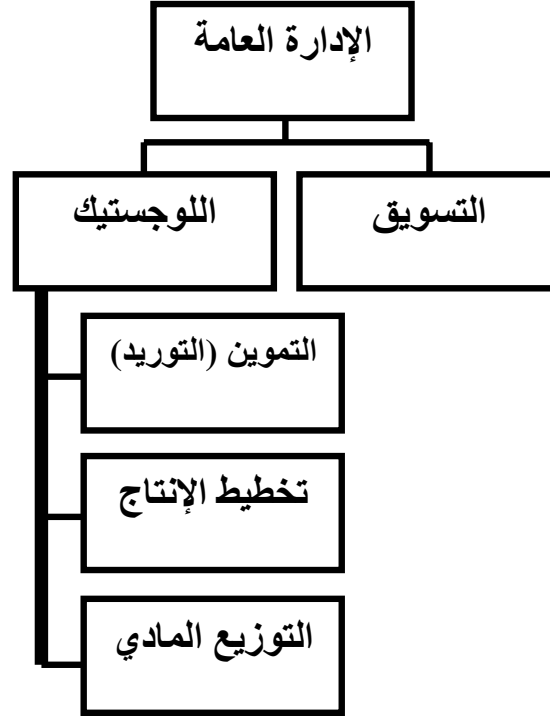 الإدارة العامة
التسويق
اللوجستيك
التموين (التوريد)
تخطيط الإنتاج
التوزيع المادي